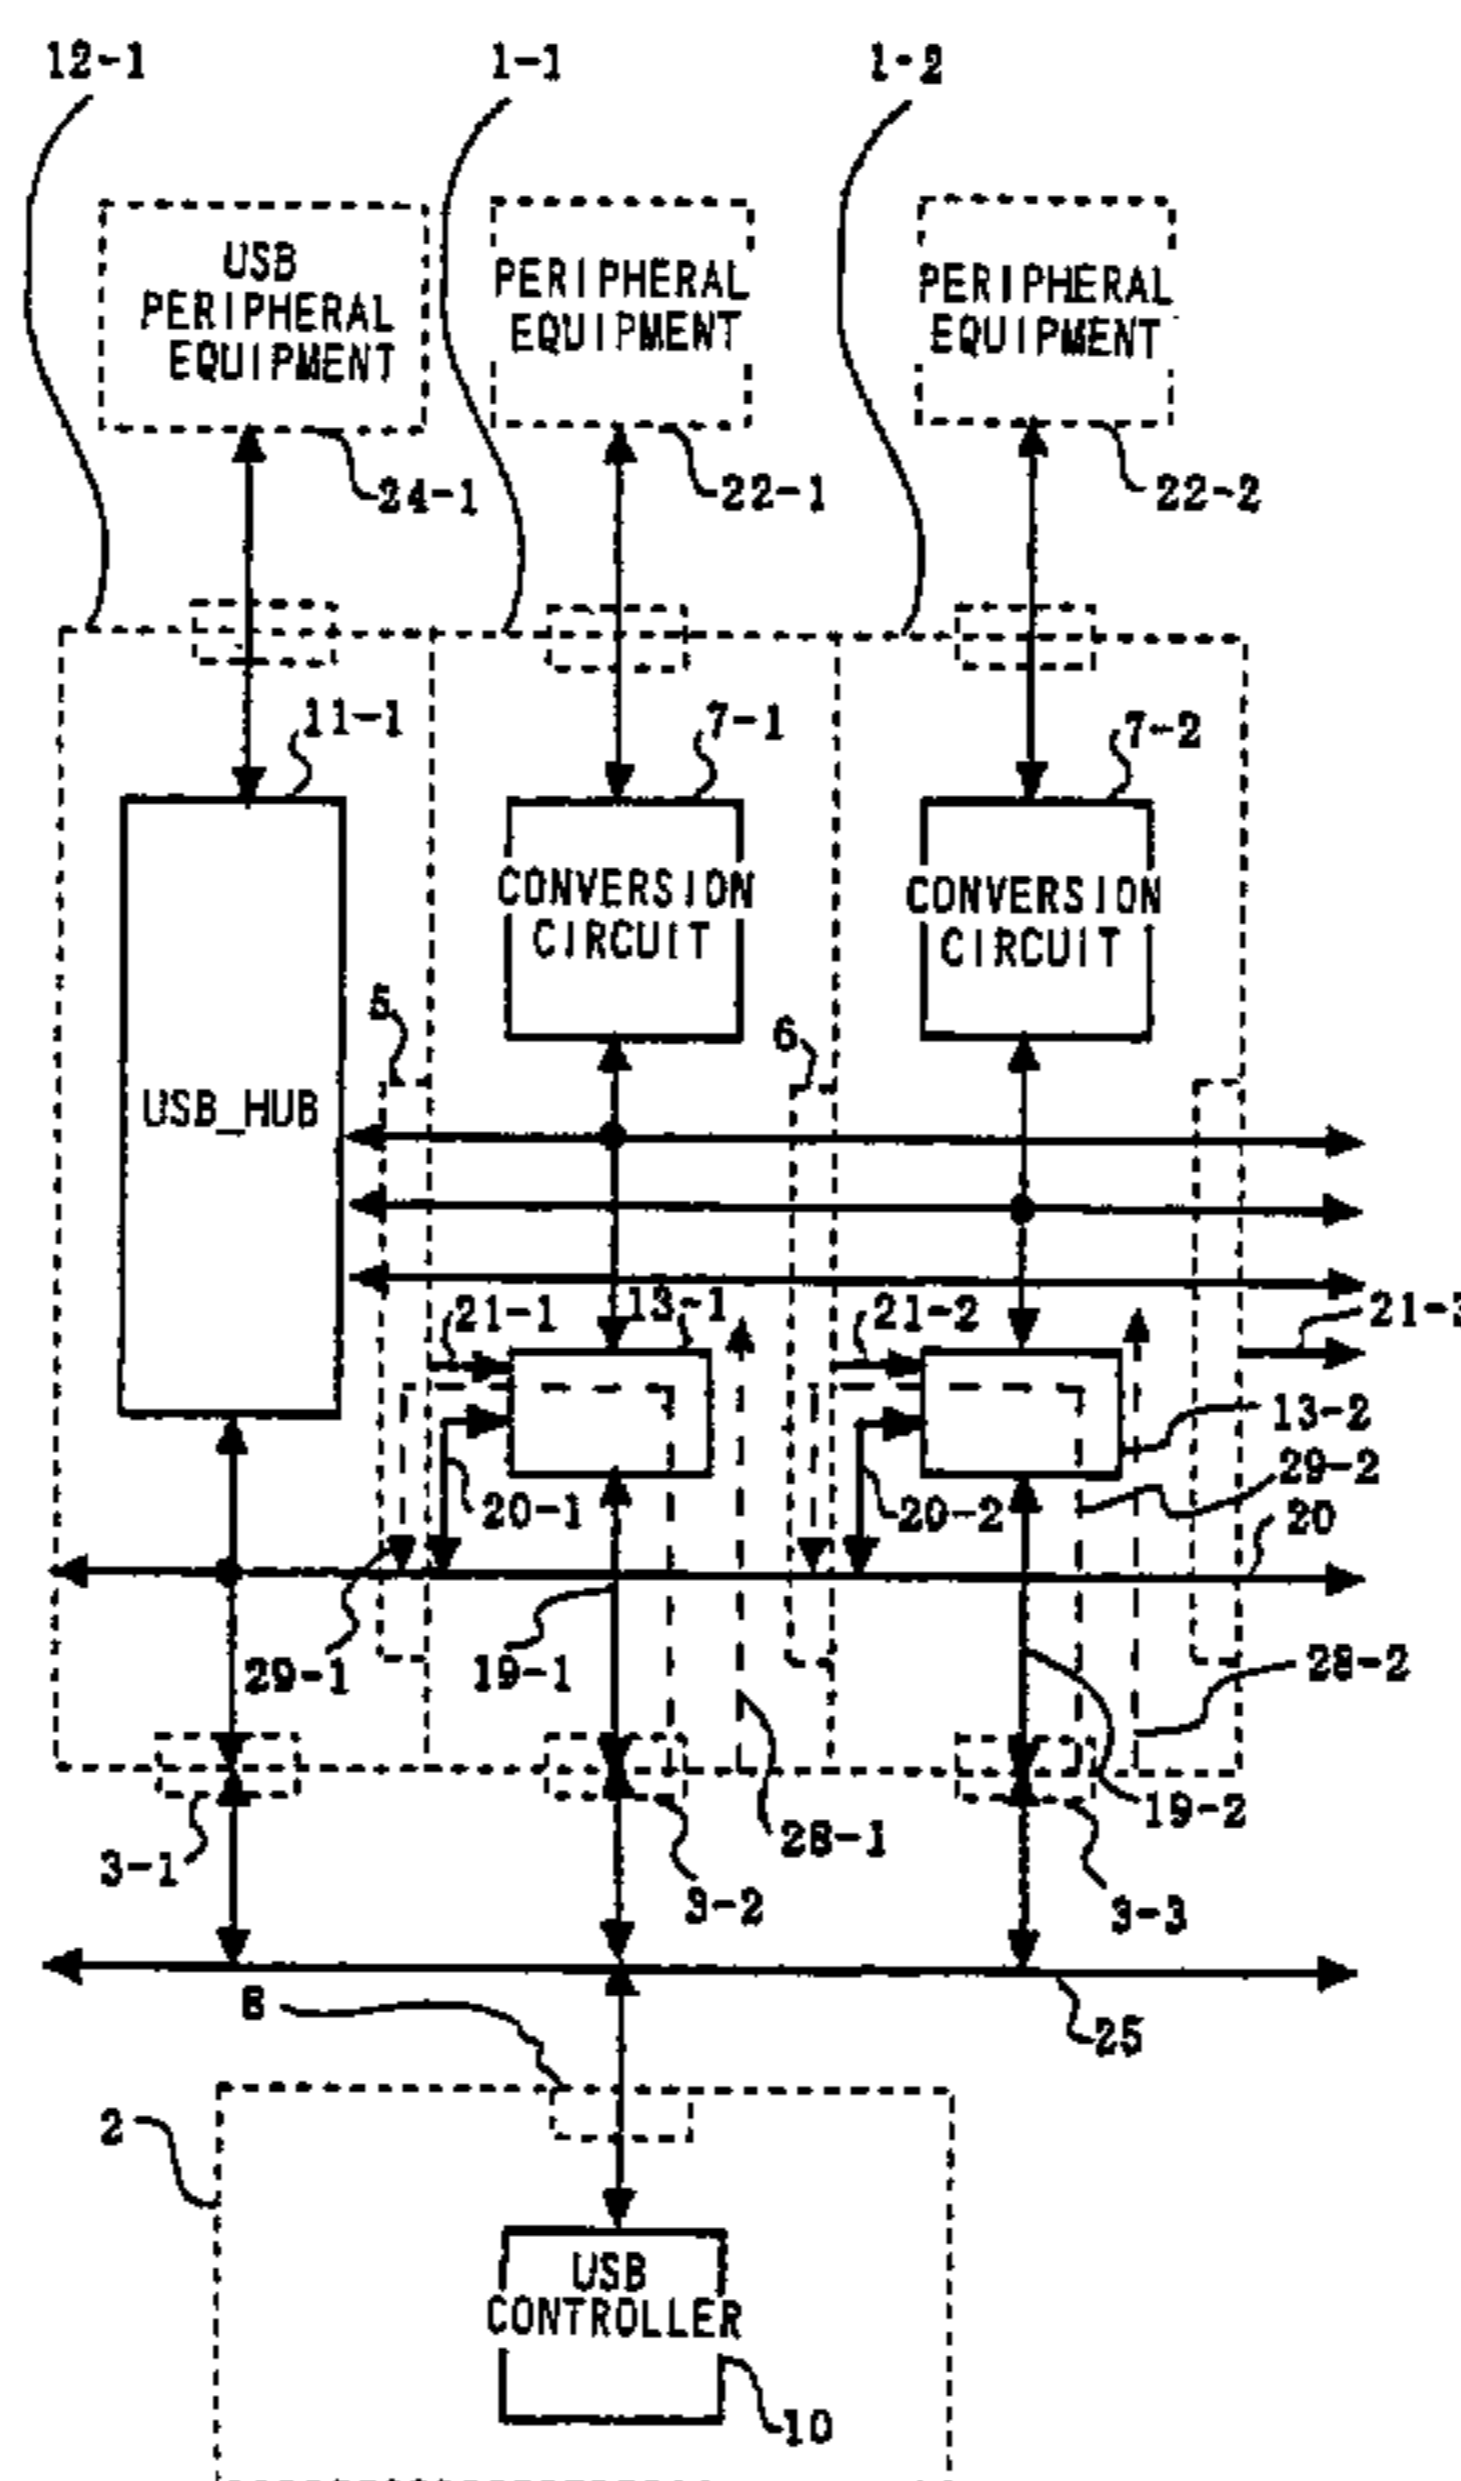 12-1 1-1 1-2
USB
PERIPHERAL
EQUIPMENT
PERIPHERAL
EQUIPMENT
PERIPHERAL
EQUIPMENT
24-1 22-1 22-2
11-1 7-1 7-2
CONVERSION
CIRCUIT
CONVERSION
CIRCUIT
5 6
USB_HUB
21-1 13-1 21-2 21-3
13-2
29-2
20-1 20-2 20
29-1 19-1 28-2
3-1 28-1 19-2
3-2 3-3
8 25
2
USB
CONTROLLER
10